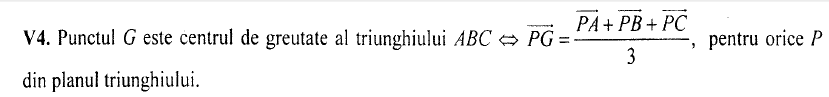 V4. Punctul G este centrul de greutate al triunghiului ABC ⇔ $\overrightarrow{PG} = \dfrac{\overrightarrow{PA} + \overrightarrow{PB} + \overrightarrow{PC}}{3}$, pentru orice P
din planul triunghiului.